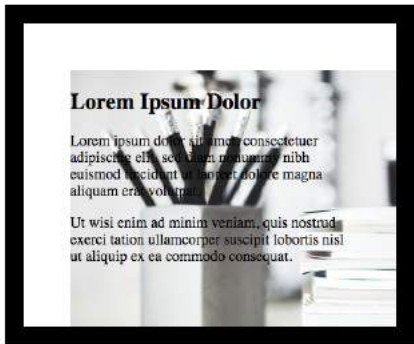 Lorem Ipsum Dolor
Lorem ipsum dolor sit amet, consectetuer
adipiscing elit, sed diam nonummy nibh
euismod tincidunt ut laoreet dolore magna
aliquam erat volutpat.
Ut wisi enim ad minim veniam, quis nostrud
exerci tation ullamcorper suscipit lobortis nisl
ut aliquip ex ea commodo consequat.